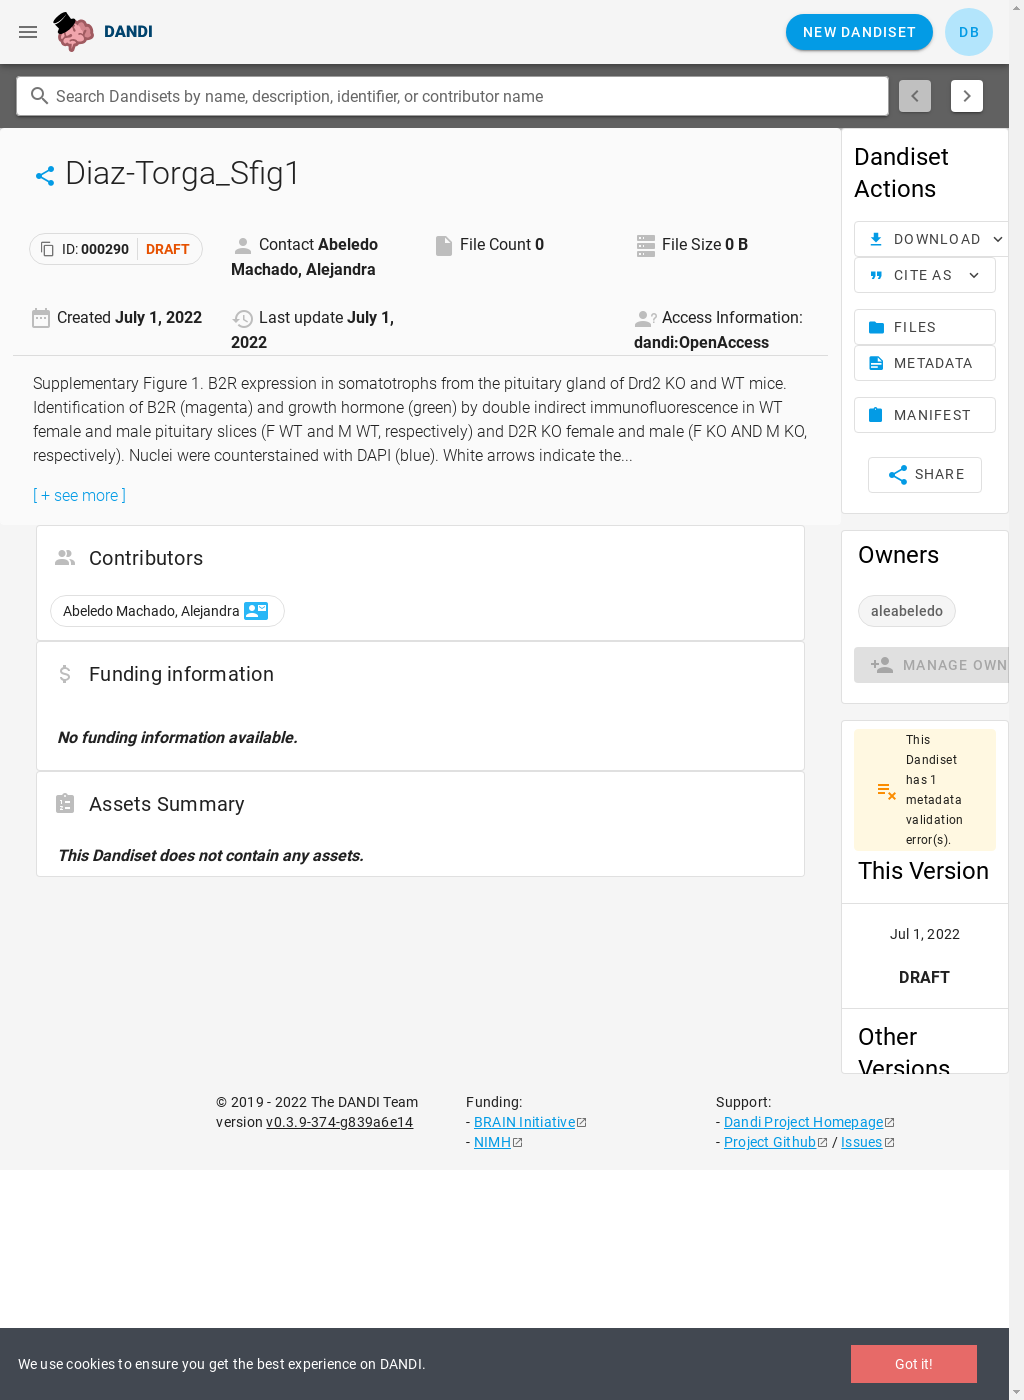 DANDI
NEW DANDISET
DB
Search Dandisets by name, description, identifier, or contributor name
Diaz-Torga_Sfig1
ID: 000290 DRAFT
Contact Abeledo
Machado, Alejandra
File Count 0
File Size 0 B
Created July 1, 2022
Last update July 1,
2022
Access Information:
dandi:OpenAccess
Supplementary Figure 1. B2R expression in somatotrophs from the pituitary gland of Drd2 KO and WT mice.
Identification of B2R (magenta) and growth hormone (green) by double indirect immunofluorescence in WT
female and male pituitary slices (F WT and M WT, respectively) and D2R KO female and male (F KO AND M KO,
respectively). Nuclei were counterstained with DAPI (blue). White arrows indicate the...
[ + see more ]
Contributors
Abeledo Machado, Alejandra
Funding information
No funding information available.
Assets Summary
This Dandiset does not contain any assets.
Dandiset
Actions
DOWNLOAD
CITE AS
FILES
METADATA
MANIFEST
SHARE
Owners
aleabeledo
MANAGE OWN
This
Dandiset
has 1
metadata
validation
error(s).
This Version
Jul 1, 2022
DRAFT
Other
Versions
© 2019 - 2022 The DANDI Team
version v0.3.9-374-g839a6e14
Funding:
- BRAIN Initiative
- NIMH
Support:
- Dandi Project Homepage
- Project Github / Issues
We use cookies to ensure you get the best experience on DANDI.
Got it!